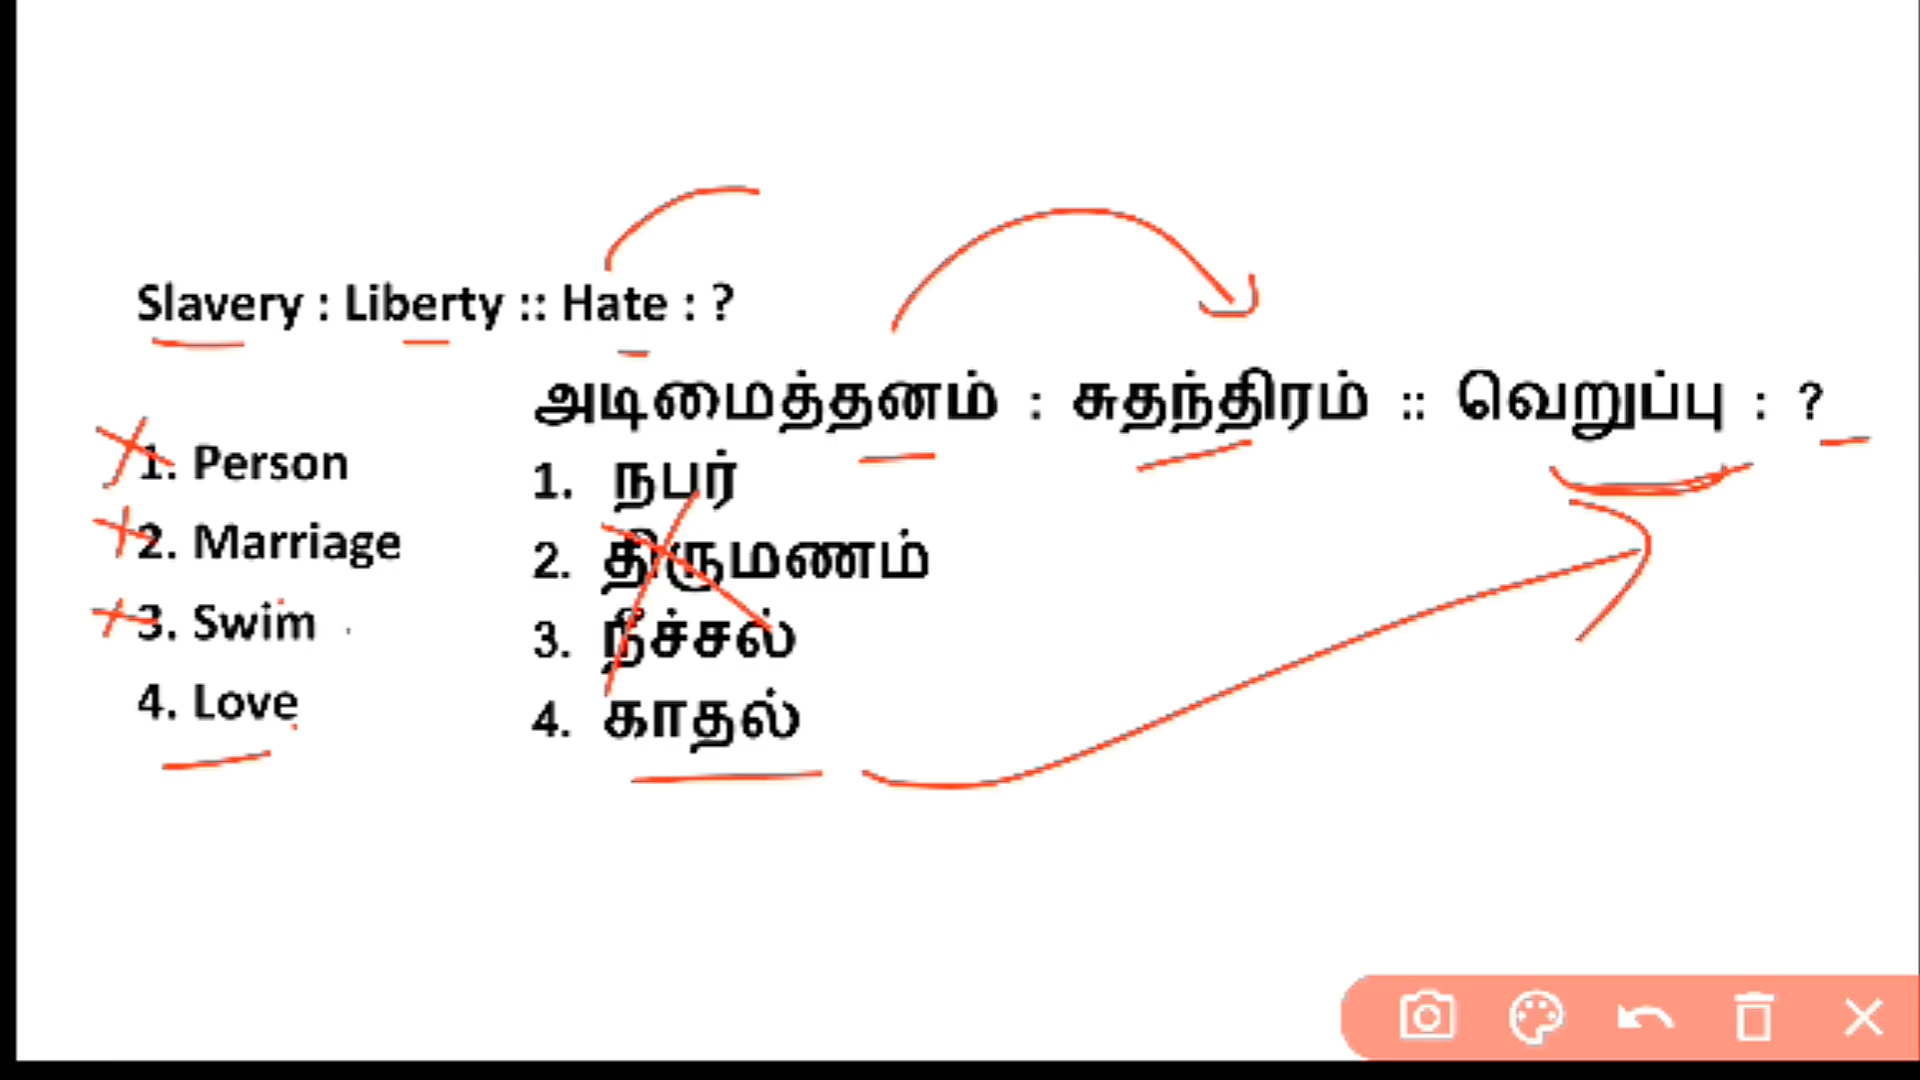 Slavery : Liberty :: Hate : ?
1. Person
2. Marriage
3. Swim
4. Love
அடிமைத்தனம் : சுதந்திரம் :: வெறுப்பு : ?
1. நபர்
2. திருமணம்
3. நீச்சல்
4. காதல்